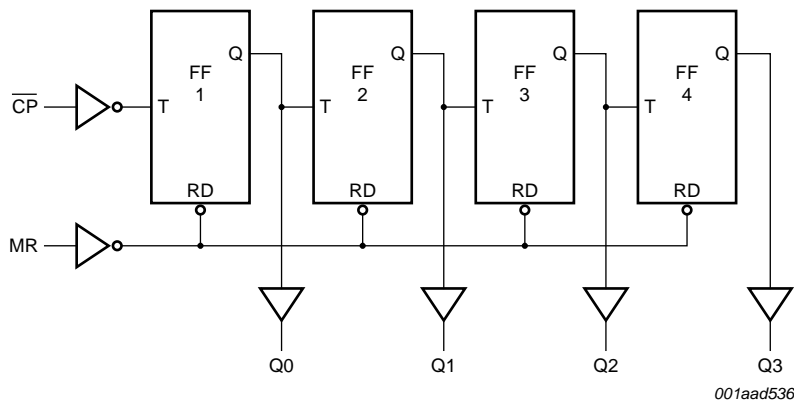 Q Q Q Q
FF FF FF FF
CP T 1 T 2 T 3 T 4
RD RD RD RD
MR
Q0 Q1 Q2 Q3
001aad536